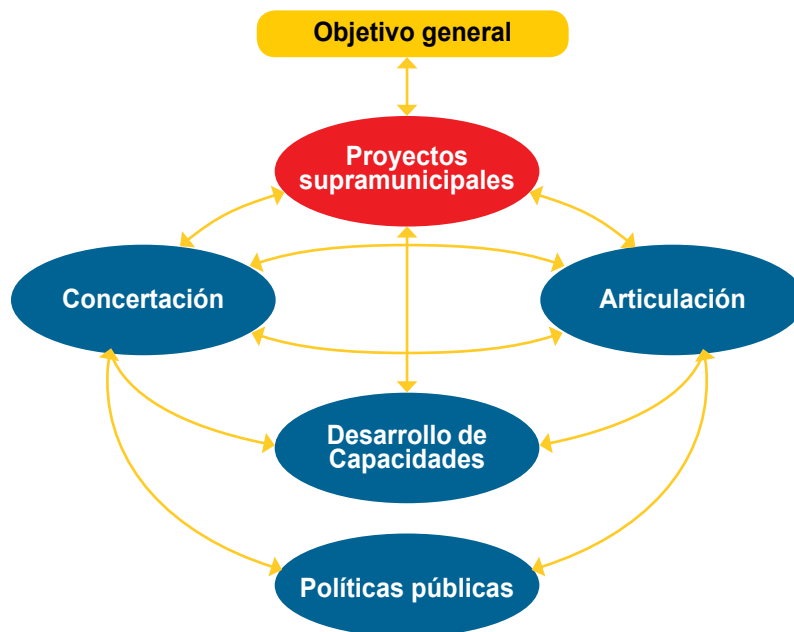 Objetivo general
Proyectos
supramunicipales
Concertación
Articulación
Desarrollo de
Capacidades
Políticas públicas